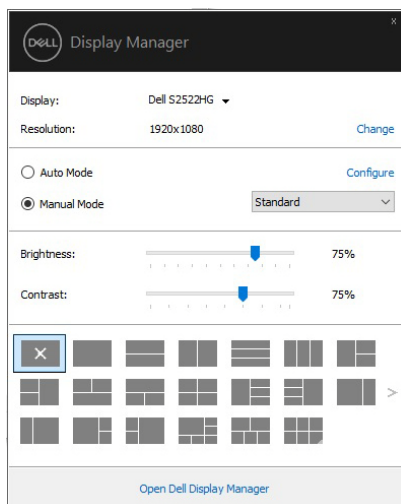 x
DELL Display Manager
Display: Dell S2522HG
Resolution: 1920x1080 Change
Auto Mode Configure
Manual Mode Standard
Brightness: 75%
Contrast: 75%
Open Dell Display Manager